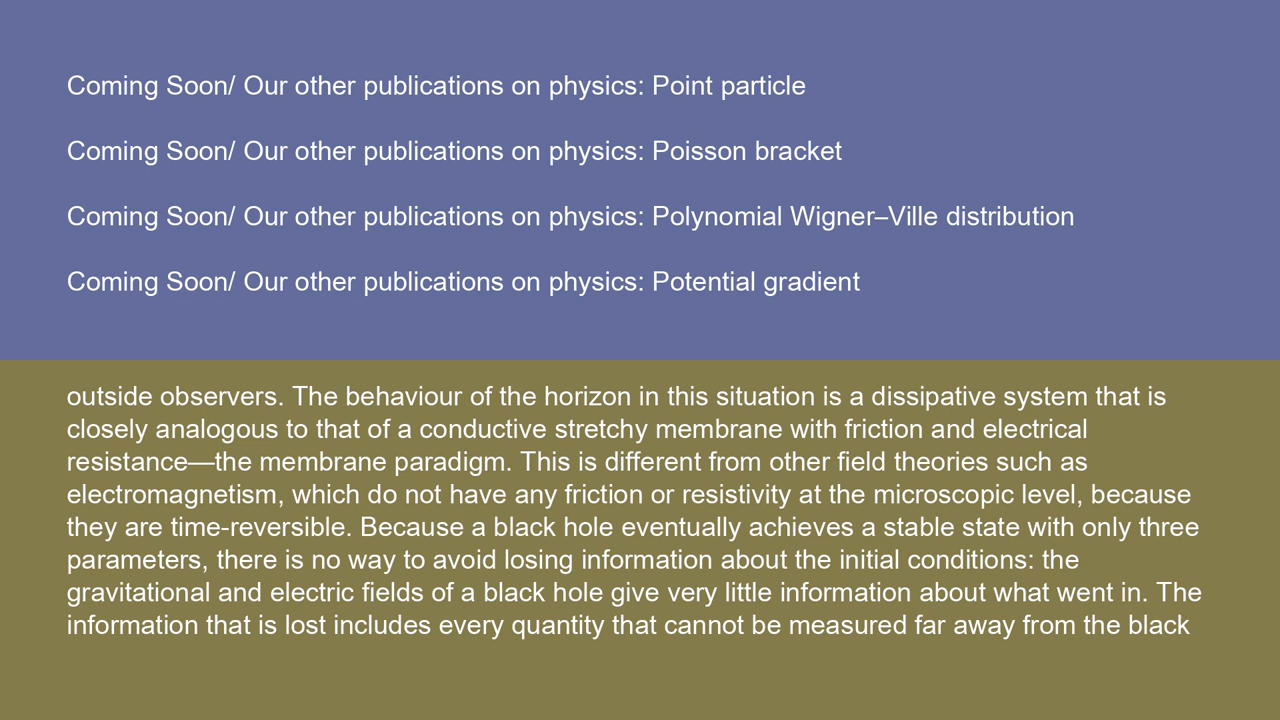 Coming Soon/ Our other publications on physics: Point particle
Coming Soon/ Our other publications on physics: Poisson bracket
Coming Soon/ Our other publications on physics: Polynomial Wigner–Ville distribution
Coming Soon/ Our other publications on physics: Potential gradient
outside observers. The behaviour of the horizon in this situation is a dissipative system that is
closely analogous to that of a conductive stretchy membrane with friction and electrical
resistance—the membrane paradigm. This is different from other field theories such as
electromagnetism, which do not have any friction or resistivity at the microscopic level, because
they are time-reversible. Because a black hole eventually achieves a stable state with only three
parameters, there is no way to avoid losing information about the initial conditions: the
gravitational and electric fields of a black hole give very little information about what went in. The
information that is lost includes every quantity that cannot be measured far away from the black